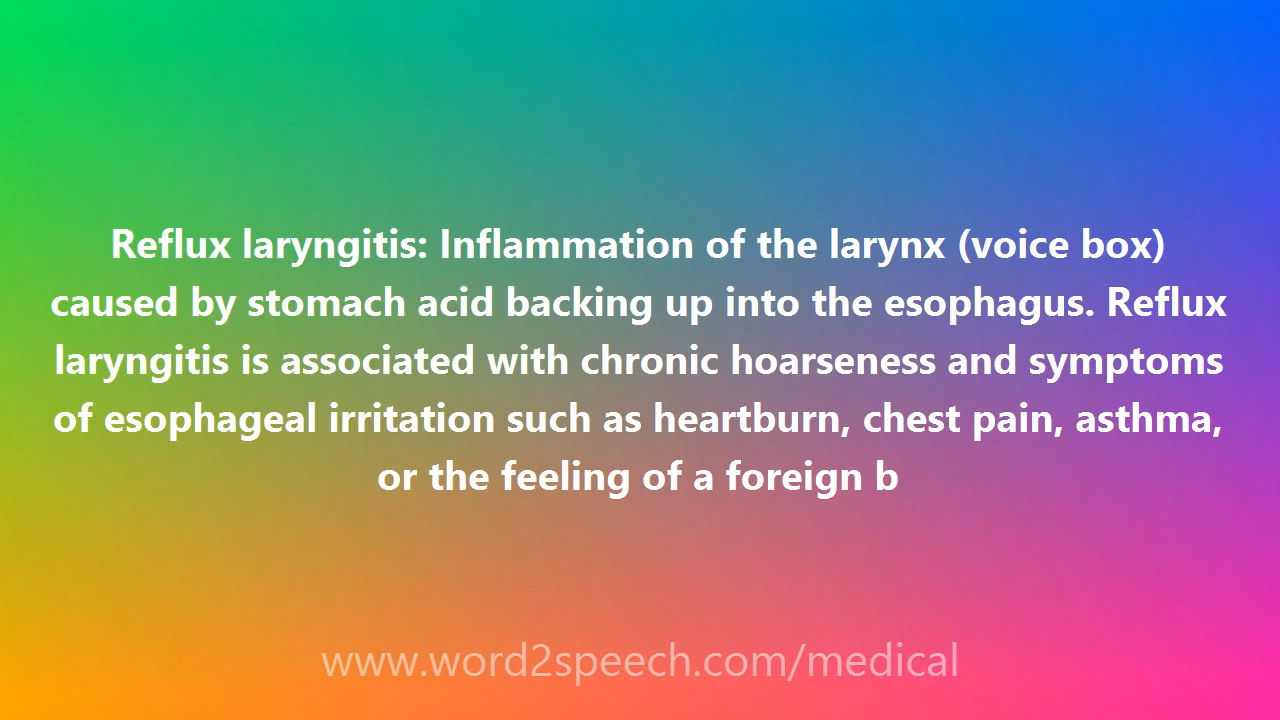 Reflux laryngitis: Inflammation of the larynx (voice box)
caused by stomach acid backing up into the esophagus. Reflux
laryngitis is associated with chronic hoarseness and symptoms
of esophageal irritation such as heartburn, chest pain, asthma,
or the feeling of a foreign b
www.word2speech.com/medical